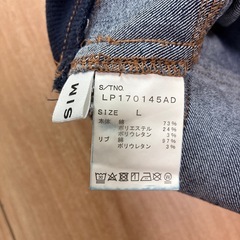 SIM
S/TNO.
LP170145AD
SIZE L
本体 綿 73%
ポリエステル 24%
ポリウレタン 3%
リブ 綿 97%
ポリウレタン 3%